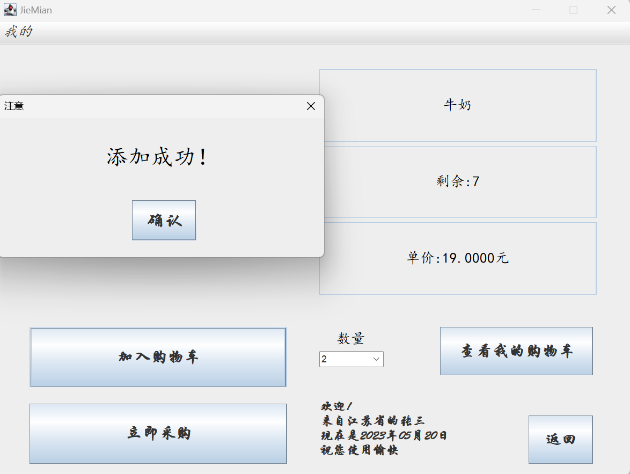 JieMian
我的
注意
添加成功！
确认
牛奶
剩余:7
单价:19.0000元
加入购物车
数量
2
查看我的购物车
立即采购
欢迎！
来自江苏省的张三
现在是2023年05月20日
祝您使用愉快
返回